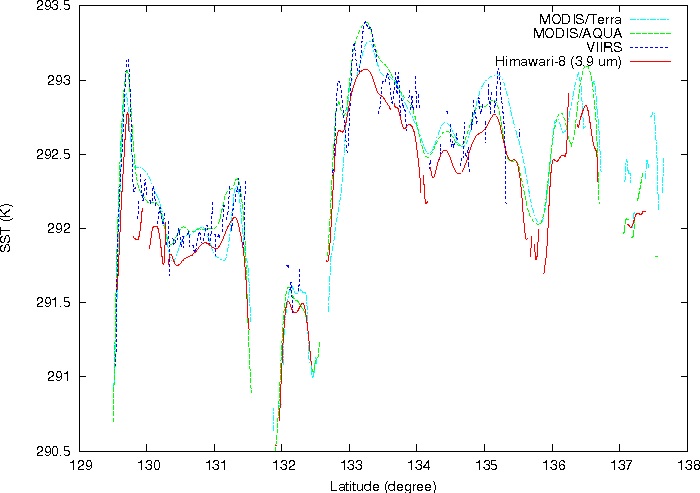 293.5
293
292.5
292
291.5
291
290.5
SST (K)
MODIS/Terra
MODIS/AQUA
VIIRS
Himawari-8 (3.9 um)
129 130 131 132 133 134 135 136 137 138
Latitude (degree)